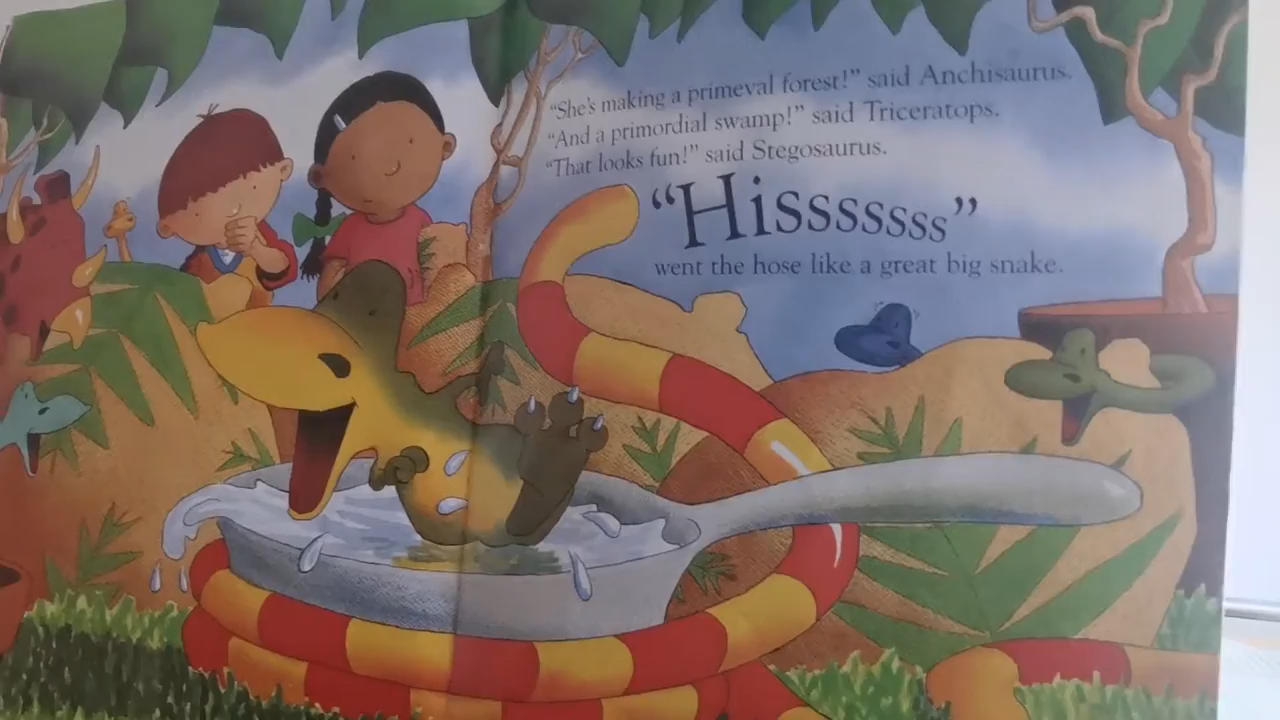 “She's making a primeval forest!” said Anchisaurus.
“And a primordial swamp!” said Triceratops.
“That looks fun!” said Stegosaurus.
“Hisssssss”
went the hose like a great big snake.